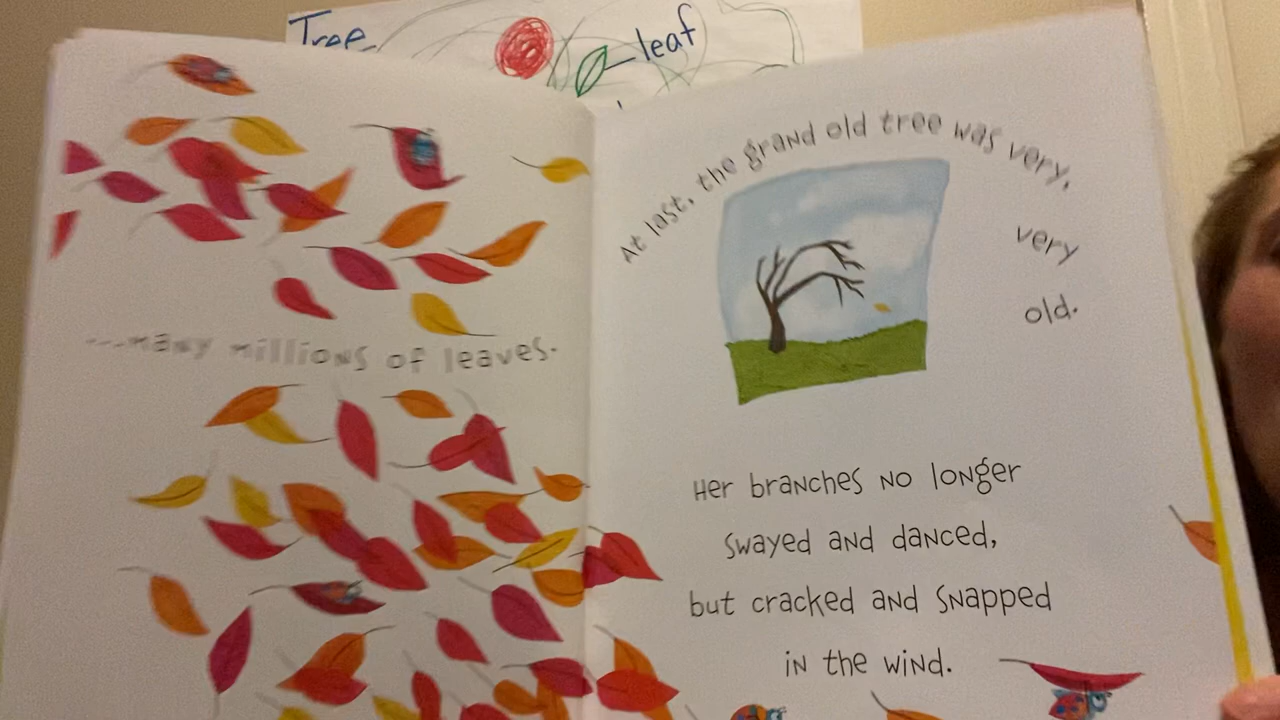 Tree
leaf
...many millions of leaves.
At last, the grand old tree was very,
very
old.
Her branches no longer
swayed and danced,
but cracked and snapped
in the wind.